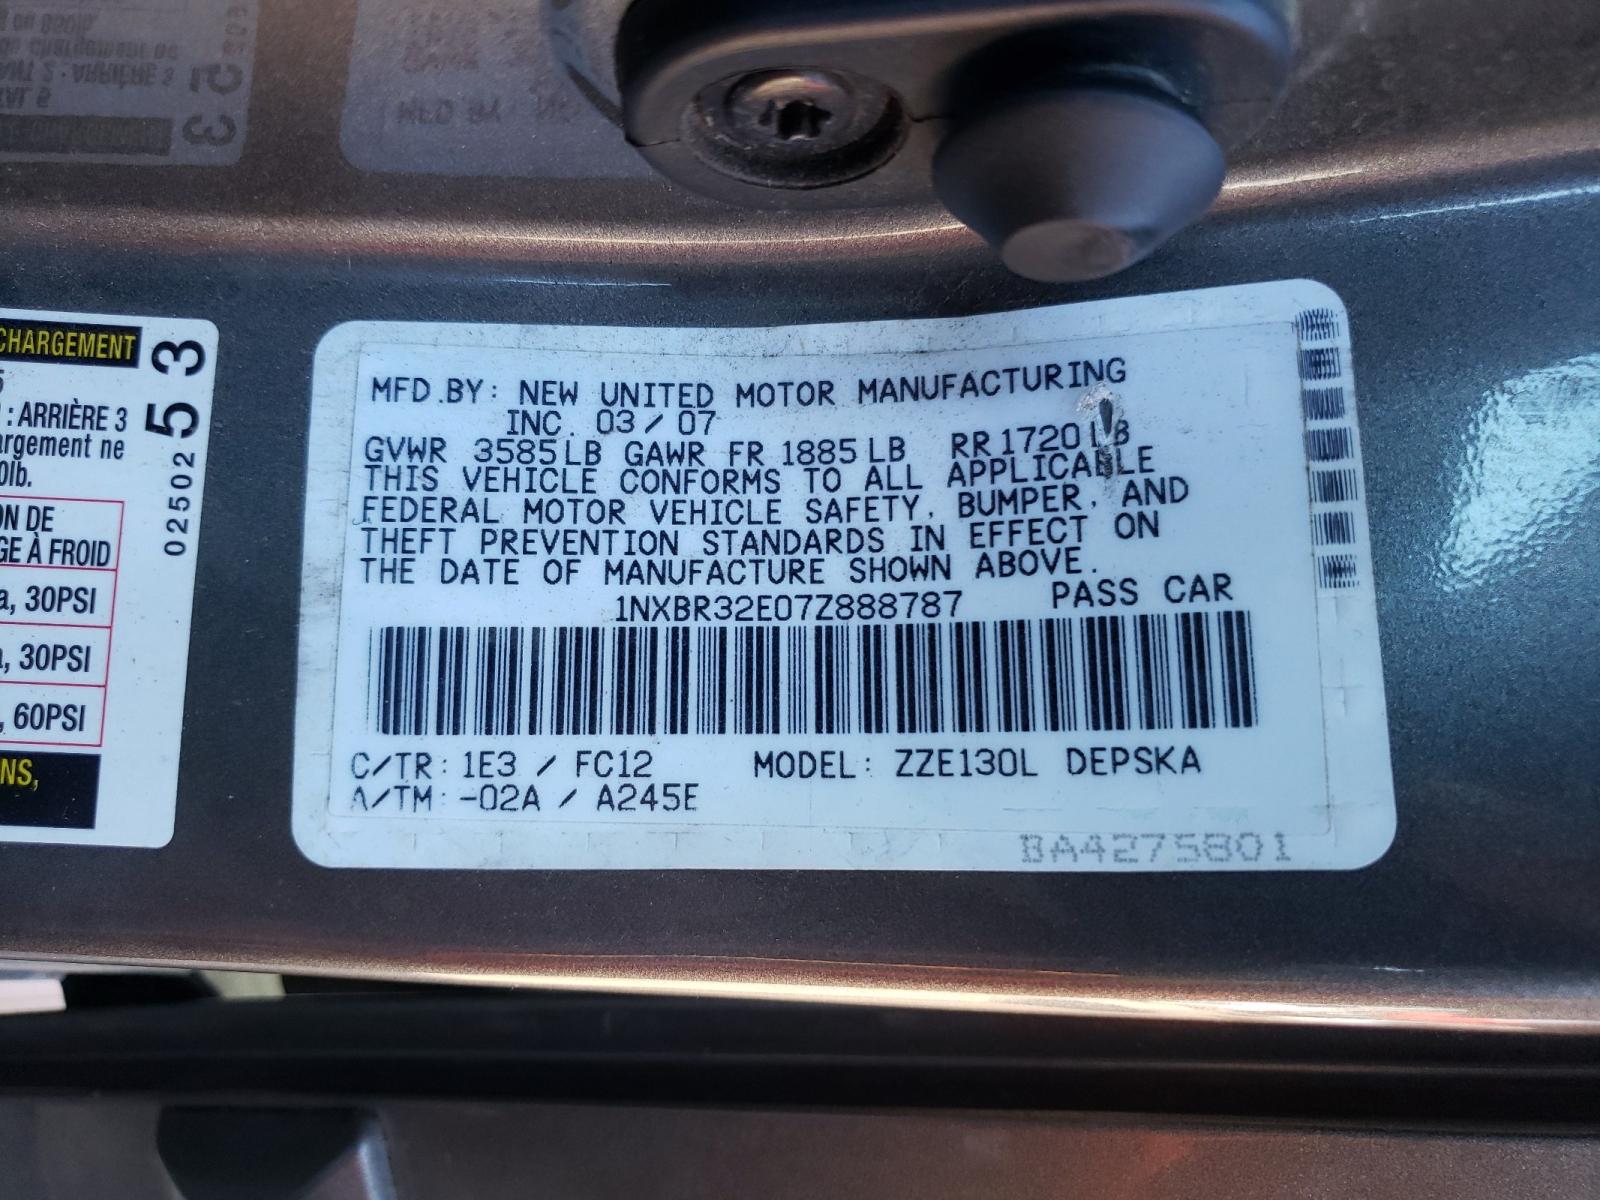 CHARGEMENT
: ARRIÈRE 3
argement ne
0lb.
ON DE
GE À FROID
a, 30PSI
, 30PSI
, 60PSI
NS,
02502 53
MFD.BY: NEW UNITED MOTOR MANUFACTURING
INC. 03/07
GVWR 3585LB GAWR FR 1885LB RR1720LB
THIS VEHICLE CONFORMS TO ALL APPLICABLE
FEDERAL MOTOR VEHICLE SAFETY, BUMPER, AND
THEFT PREVENTION STANDARDS IN EFFECT ON
THE DATE OF MANUFACTURE SHOWN ABOVE.
1NXBR32E07Z888787 PASS CAR
C/TR: 1E3 / FC12 MODEL: ZZE130L DEPSKA
A/TM: -02A / A245E
BA4275801